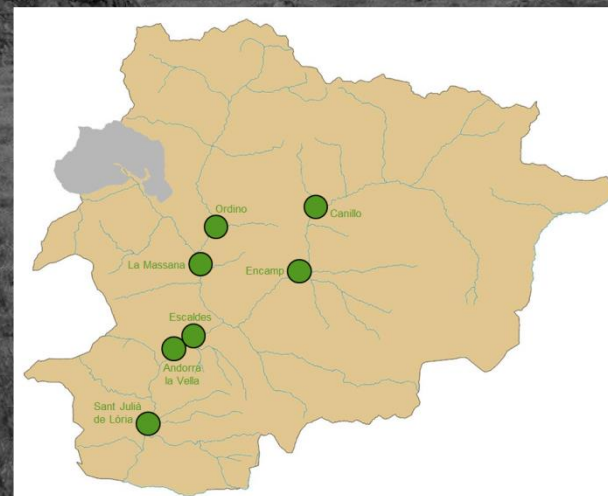 Ordino
Canillo
La Massana
Encamp
Escaldes
Andorra
la Vella
Sant Julià
de Lòria